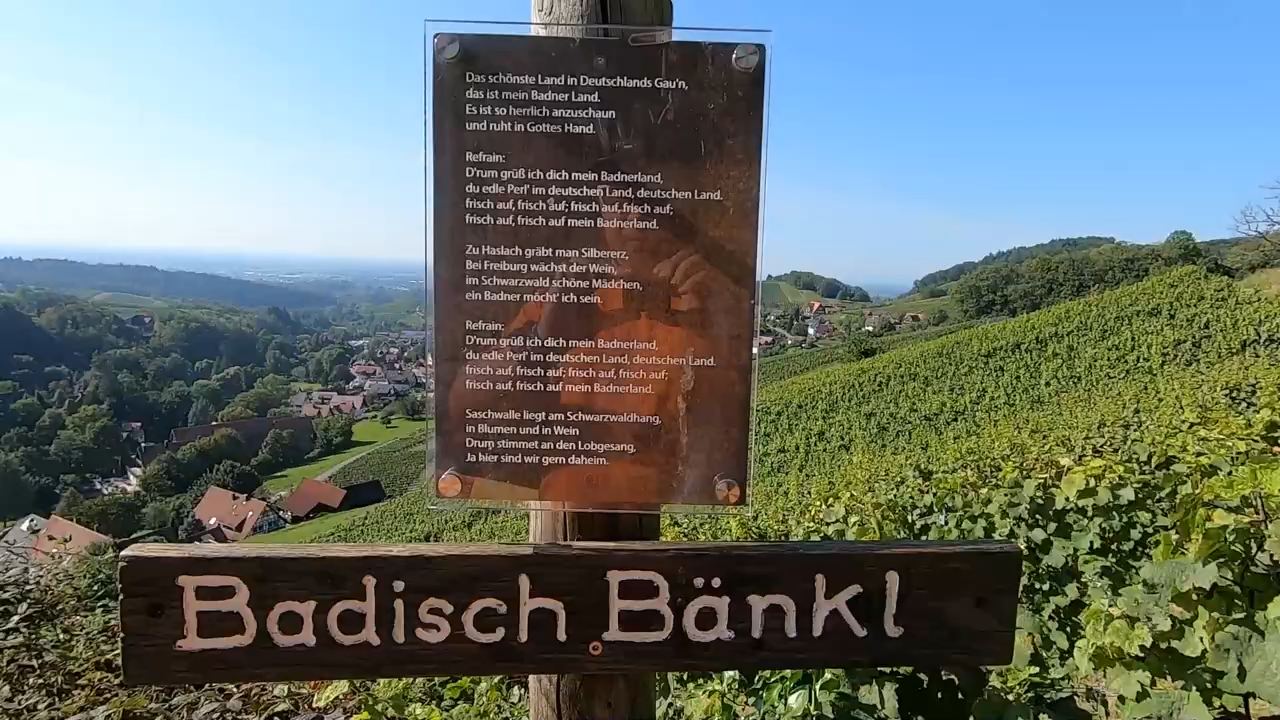 Das schönste Land in Deutschlands Gau'n,
das ist mein Badner Land.
Es ist so herrlich anzuschaun
und ruht in Gottes Hand.
Refrain:
D'rum grüß ich dich mein Badnerland,
du edle Perl' im deutschen Land, deutschen Land.
frisch auf, frisch auf; frisch auf, frisch auf;
frisch auf, frisch auf mein Badnerland.
Zu Haslach gräbt man Silbererz,
Bei Freiburg wächst der Wein,
im Schwarzwald schöne Mädchen,
ein Badner möcht' ich sein.
Refrain:
D'rum grüß ich dich mein Badnerland,
du edle Perl' im deutschen Land, deutschen Land.
frisch auf, frisch auf; frisch auf, frisch auf;
frisch auf, frisch auf mein Badnerland.
Saschwalle liegt am Schwarzwaldhang,
in Blumen und in Wein
Drum stimmet an den Lobgesang,
Ja hier sind wir gern daheim.
Badisch Bänkl